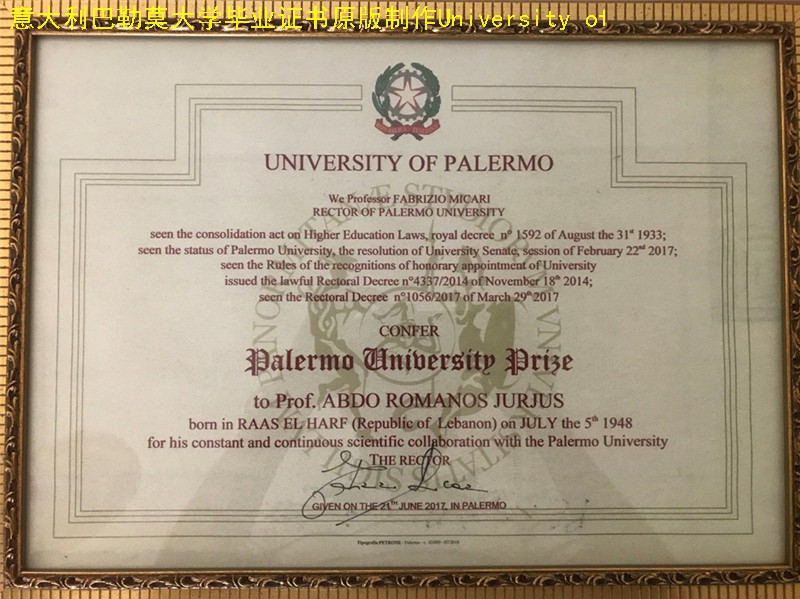 意大利巴勒莫大学毕业证书原版制作University of
UNIVERSITY OF PALERMO
We Professor FABRIZIO MICARI
RECTOR OF PALERMO UNIVERSITY
seen the consolidation act on Higher Education Laws, royal decree n° 1592 of August the 31st 1933;
seen the status of Palermo University, the resolution of University Senate, session of February 22nd 2017;
seen the Rules of the recognitions of honorary appointment of University
issued the lawful Rectoral Decree n°4337/2014 of November 18th 2014;
seen the Rectoral Decree n°1056/2017 of March 29th 2017
CONFER
Palermo University Prize
to Prof. ABDO ROMANOS JURJUS
born in RAAS EL HARF (Republic of Lebanon) on JULY the 5th 1948
for his constant and continuous scientific collaboration with the Palermo University
THE RECTOR
GIVEN ON THE 21TH JUNE 2017, IN PALERMO
Tipografia PETRONE - Palermo